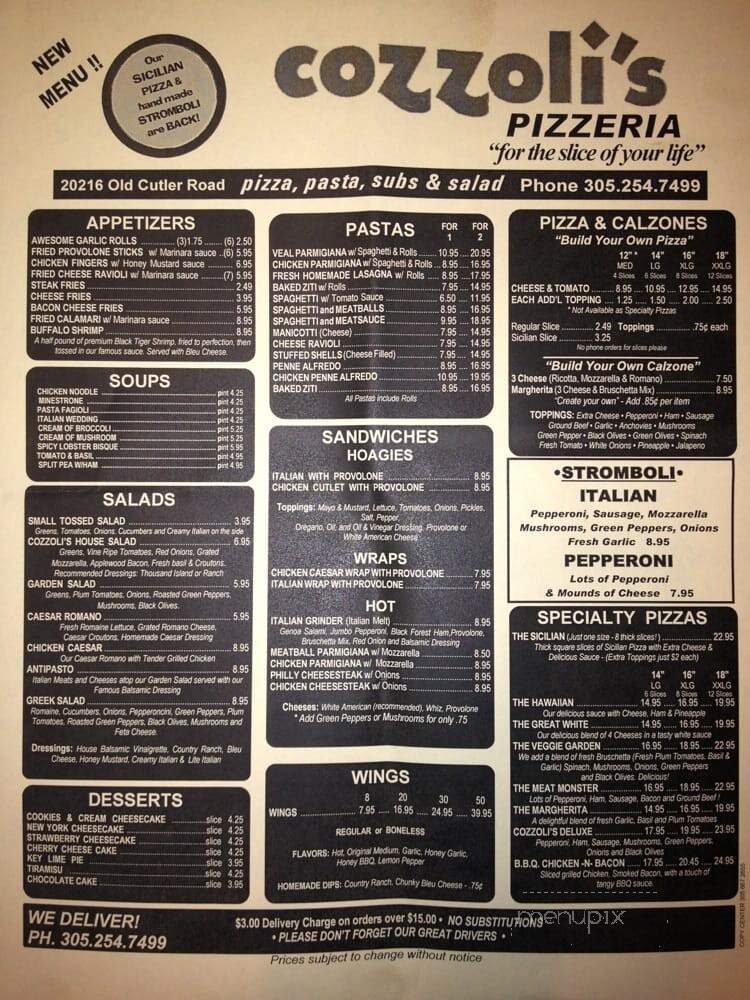 NEW
MENU !!
Our
SICILIAN
PIZZA &
hand made
STROMBOLI
are BACK!
cozzoli's
PIZZERIA
"for the slice of your life"
20216 Old Cutler Road pizza, pasta, subs & salad Phone 305.254.7499
APPETIZERS
AWESOME GARLIC ROLLS ............ (3)1.75 ....... (6) 2.50
FRIED PROVOLONE STICKS w/ Marinara sauce ..(6) 5.95
CHICKEN FINGERS w/ Honey Mustard sauce ....... 6.95
FRIED CHEESE RAVIOLI w/ Marinara sauce ........(7) 5.95
STEAK FRIES ........ 2.49
CHEESE FRIES ........ 3.95
BACON CHEESE FRIES ........ 5.95
FRIED CALAMARI w/ Marinara sauce ........ 8.95
BUFFALO SHRIMP ........ 8.95
A half pound of premium Black Tiger Shrimp, fried to perfection, then
tossed in our famous sauce. Served with Bleu Cheese.
SOUPS
CHICKEN NOODLE ........ pint 4.25
MINESTRONE ........ pint 4.25
PASTA FAGIOLI ........ pint 4.25
ITALIAN WEDDING ........ pint 4.25
CREAM OF BROCCOLI ........ pint 5.25
CREAM OF MUSHROOM ........ pint 5.25
SPICY LOBSTER BISQUE ........ pint 5.95
TOMATO & BASIL ........ pint 4.95
SPLIT PEA W/HAM ........ pint 4.95
SALADS
SMALL TOSSED SALAD ........ 3.95
Greens, Tomatoes, Onions, Cucumbers and Creamy Italian on the side
COZZOLI'S HOUSE SALAD ........ 6.95
Greens, Vine Ripe Tomatoes, Red Onions, Grated
Mozzarella, Applewood Bacon, Fresh basil & Croutons.
Recommended Dressings: Thousand Island or Ranch
GARDEN SALAD ........ 5.95
Greens, Plum Tomatoes, Onions, Roasted Green Peppers,
Mushrooms, Black Olives.
CAESAR ROMANO ........ 5.95
Fresh Romaine Lettuce, Grated Romano Cheese,
Caesar Croutons, Homemade Caesar Dressing
CHICKEN CAESAR ........ 8.95
Our Caesar Romano with Tender Grilled Chicken
ANTIPASTO ........ 8.95
Italian Meats and Cheeses atop our Garden Salad served with our
Famous Balsamic Dressing
GREEK SALAD ........ 8.95
Romaine, Cucumbers, Onions, Pepperoncini, Green Peppers, Plum
Tomatoes, Roasted Green Peppers, Black Olives, Mushrooms and
Feta Cheese.
Dressings: House Balsamic Vinaigrette, Country Ranch, Bleu
Cheese, Honey Mustard, Creamy Italian & Lite Italian
DESSERTS
COOKIES & CREAM CHEESECAKE ........ slice 4.25
NEW YORK CHEESECAKE ........ slice 4.25
STRAWBERRY CHEESECAKE ........ slice 4.25
CHERRY CHEESE CAKE ........ slice 4.25
KEY LIME PIE ........ slice 3.95
TIRAMISU ........ slice 4.25
CHOCOLATE CAKE ........ slice 3.95
PASTAS FOR 1 FOR 2
VEAL PARMIGIANA w/ Spaghetti & Rolls ..... 10.95 ... 20.95
CHICKEN PARMIGIANA w/ Spaghetti & Rolls ... 8.95 ... 16.95
FRESH HOMEMADE LASAGNA w/ Rolls .... 8.95 .... 17.95
BAKED ZITI w/ Rolls ........ 7.95 .... 14.95
SPAGHETTI w/ Tomato Sauce ........ 6.50 .... 11.95
SPAGHETTI and MEATBALLS ........ 8.95 .... 16.95
SPAGHETTI and MEATSAUCE ........ 9.95 .... 18.95
MANICOTTI (Cheese) ........ 7.95 .... 14.95
CHEESE RAVIOLI ........ 7.95 .... 14.95
STUFFED SHELLS (Cheese Filled) ........ 7.95 .... 14.95
PENNE ALFREDO ........ 8.95 .... 16.95
CHICKEN PENNE ALFREDO ........ 10.95 .... 19.95
BAKED ZITI ........ 8.95 .... 16.95
All Pastas include Rolls
SANDWICHES
HOAGIES
ITALIAN WITH PROVOLONE ........ 8.95
CHICKEN CUTLET WITH PROVOLONE ........ 8.95
Toppings: Mayo & Mustard, Lettuce, Tomatoes, Onions, Pickles,
Salt, Pepper,
Oregano, Oil, and Oil & Vinegar Dressing. Provolone or
White American Cheese
WRAPS
CHICKEN CAESAR WRAP WITH PROVOLONE ........ 7.95
ITALIAN WRAP WITH PROVOLONE ........ 7.95
HOT
ITALIAN GRINDER (Italian Melt) ........ 8.95
Genoa Salami, Jumbo Pepperoni, Black Forest Ham,Provolone,
Bruschetta Mix, Red Onion and Balsamic Dressing
MEATBALL PARMIGIANA w/ Mozzarella ........ 8.50
CHICKEN PARMIGIANA w/ Mozzarella ........ 8.95
PHILLY CHEESESTEAK w/ Onions ........ 8.95
CHICKEN CHEESESTEAK w/ Onions ........ 8.95
Cheeses: White American (recommended), Whiz, Provolone
* Add Green Peppers or Mushrooms for only .75
WINGS
8 20 30 50
WINGS ........ 7.95 .... 16.95 .... 24.95 .... 39.95
REGULAR or BONELESS
FLAVORS: Hot, Original Medium, Garlic, Honey Garlic,
Honey BBQ, Lemon Pepper
HOMEMADE DIPS: Country Ranch, Chunky Bleu Cheese - .75¢
PIZZA & CALZONES
"Build Your Own Pizza"
12" * 14" 16" 18"
MED LG XLG XXLG
4 Slices 6 Slices 8 Slices 12 Slices
CHEESE & TOMATO .. 8.95 .. 10.95 .. 12.95 .. 14.95
EACH ADD'L TOPPING .. 1.25 .... 1.50 .... 2.00 .... 2.50
* Not Available as Specialty Pizzas
Regular Slice ........ 2.49 Toppings ........ .75¢ each
Sicilian Slice ........ 3.25
No phone orders for slices please
"Build Your Own Calzone"
3 Cheese (Ricotta, Mozzarella & Romano) ........ 7.50
Margherita (3 Cheese & Bruschetta Mix) ........ 8.95
"Create your own" - Add .85¢ per item
TOPPINGS: Extra Cheese • Pepperoni • Ham • Sausage
Ground Beef • Garlic • Anchovies • Mushrooms
Green Pepper • Black Olives • Green Olives • Spinach
Fresh Tomato • White Onions • Pineapple • Jalapeno
•STROMBOLI•
ITALIAN
Pepperoni, Sausage, Mozzarella
Mushrooms, Green Peppers, Onions
Fresh Garlic 8.95
PEPPERONI
Lots of Pepperoni
& Mounds of Cheese 7.95
SPECIALTY PIZZAS
THE SICILIAN (Just one size - 8 thick slices!) ........ 22.95
Thick square slices of Sicilian Pizza with Extra Cheese &
Delicious Sauce - (Extra Toppings just $2 each)
14" 16" 18"
LG XLG XXLG
6 Slices 8 Slices 12 Slices
THE HAWAIIAN ........ 14.95 .... 16.95 .... 19.95
Our delicious sauce with Cheese, Ham & Pineapple
THE GREAT WHITE ........ 14.95 .... 16.95 .... 19.95
Our delicious blend of 4 Cheeses in a tasty white sauce
THE VEGGIE GARDEN ........ 16.95 .... 18.95 .... 22.95
We add a blend of fresh Bruschetta (Fresh Plum Tomatoes, Basil &
Garlic) Spinach, Mushrooms, Onions, Green Peppers
and Black Olives. Delicious!
THE MEAT MONSTER ........ 16.95 .... 18.95 .... 22.95
Lots of Pepperoni, Ham, Sausage, Bacon and Ground Beef !
THE MARGHERITA ........ 14.95 .... 16.95 .... 19.95
A delightful blend of fresh Garlic, Basil and Plum Tomatoes
COZZOLI'S DELUXE ........ 17.95 .... 19.95 .... 23.95
Pepperoni, Ham, Sausage, Mushrooms, Green Peppers,
Onions and Black Olives
B.B.Q. CHICKEN-N- BACON .... 17.95 .... 20.45 .... 24.95
Sliced grilled Chicken, Smoked Bacon, with a touch of
tangy BBQ sauce.
WE DELIVER!
PH. 305.254.7499
$3.00 Delivery Charge on orders over $15.00 • NO SUBSTITUTIONS
• PLEASE DON'T FORGET OUR GREAT DRIVERS •
menupix
Prices subject to change without notice